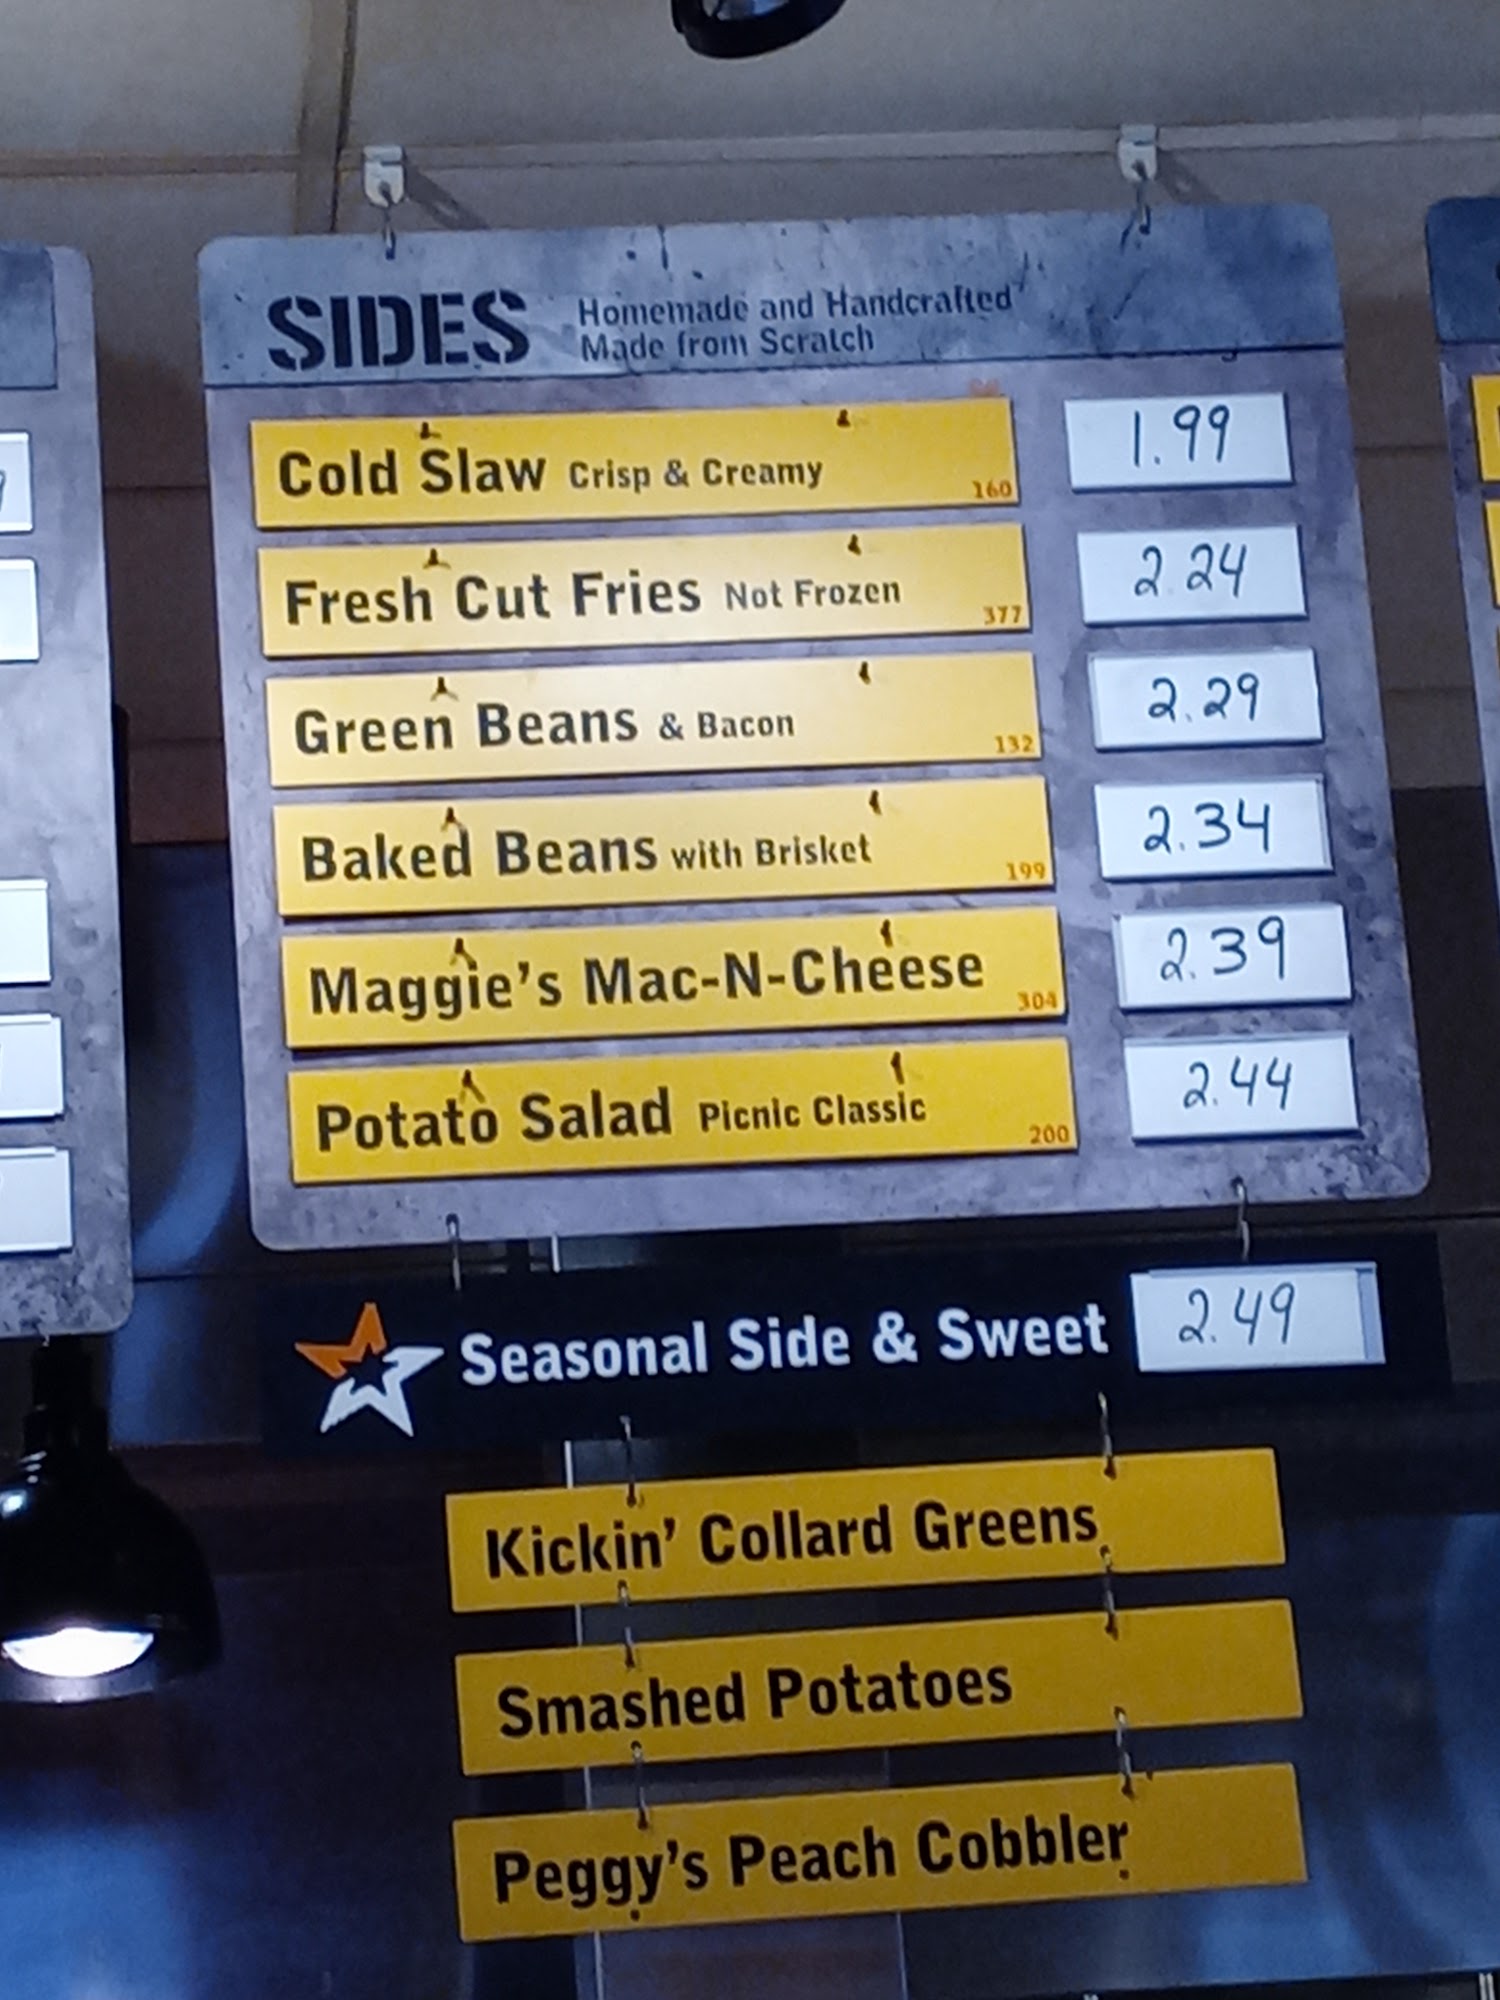 SIDES Homemade and Handcrafted
Made from Scratch
Cold Slaw Crisp & Creamy 160 1.99
Fresh Cut Fries Not Frozen 377 2.24
Green Beans & Bacon 132 2.29
Baked Beans with Brisket 199 2.34
Maggie's Mac-N-Cheese 304 2.39
Potato Salad Picnic Classic 200 2.44
Seasonal Side & Sweet 2.49
Kickin' Collard Greens
Smashed Potatoes
Peggy's Peach Cobbler